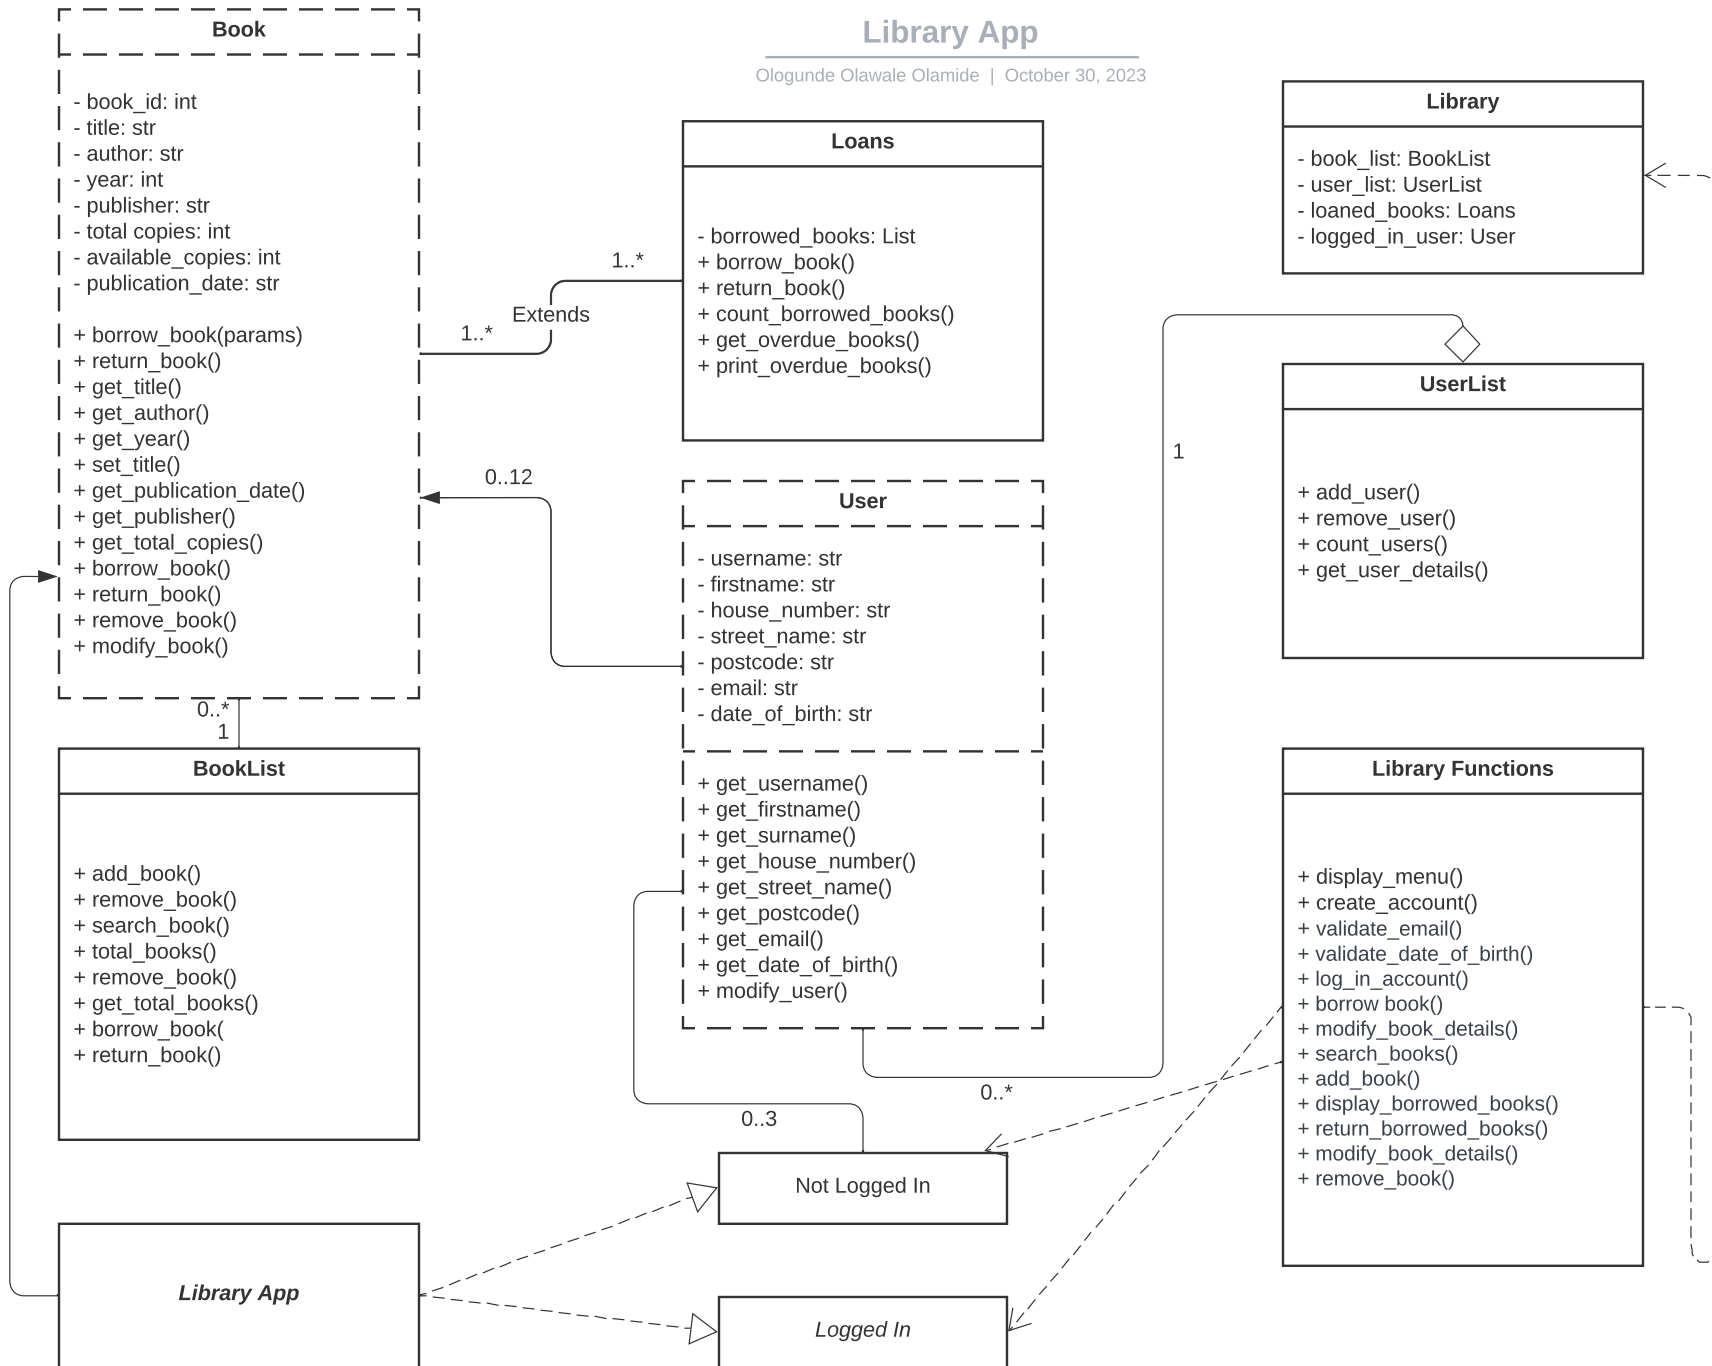 Library App
Ologunde Olawale Olamide | October 30, 2023
Book
- book_id: int
- title: str
- author: str
- year: int
- publisher: str
- total copies: int
- available_copies: int
- publication_date: str
+ borrow_book(params)
+ return_book()
+ get_title()
+ get_author()
+ get_year()
+ set_title()
+ get_publication_date()
+ get_publisher()
+ get_total_copies()
+ borrow_book()
+ return_book()
+ remove_book()
+ modify_book()
0..*
1
BookList
+ add_book()
+ remove_book()
+ search_book()
+ total_books()
+ remove_book()
+ get_total_books()
+ borrow_book(
+ return_book()
Library App
1..*
Extends
1..*
0..12
Loans
- borrowed_books: List
+ borrow_book()
+ return_book()
+ count_borrowed_books()
+ get_overdue_books()
+ print_overdue_books()
User
- username: str
- firstname: str
- house_number: str
- street_name: str
- postcode: str
- email: str
- date_of_birth: str
+ get_username()
+ get_firstname()
+ get_surname()
+ get_house_number()
+ get_street_name()
+ get_postcode()
+ get_email()
+ get_date_of_birth()
+ modify_user()
0..*
0..3
Not Logged In
Logged In
1
Library
- book_list: BookList
- user_list: UserList
- loaned_books: Loans
- logged_in_user: User
UserList
+ add_user()
+ remove_user()
+ count_users()
+ get_user_details()
Library Functions
+ display_menu()
+ create_account()
+ validate_email()
+ validate_date_of_birth()
+ log_in_account()
+ borrow book()
+ modify_book_details()
+ search_books()
+ add_book()
+ display_borrowed_books()
+ return_borrowed_books()
+ modify_book_details()
+ remove_book()